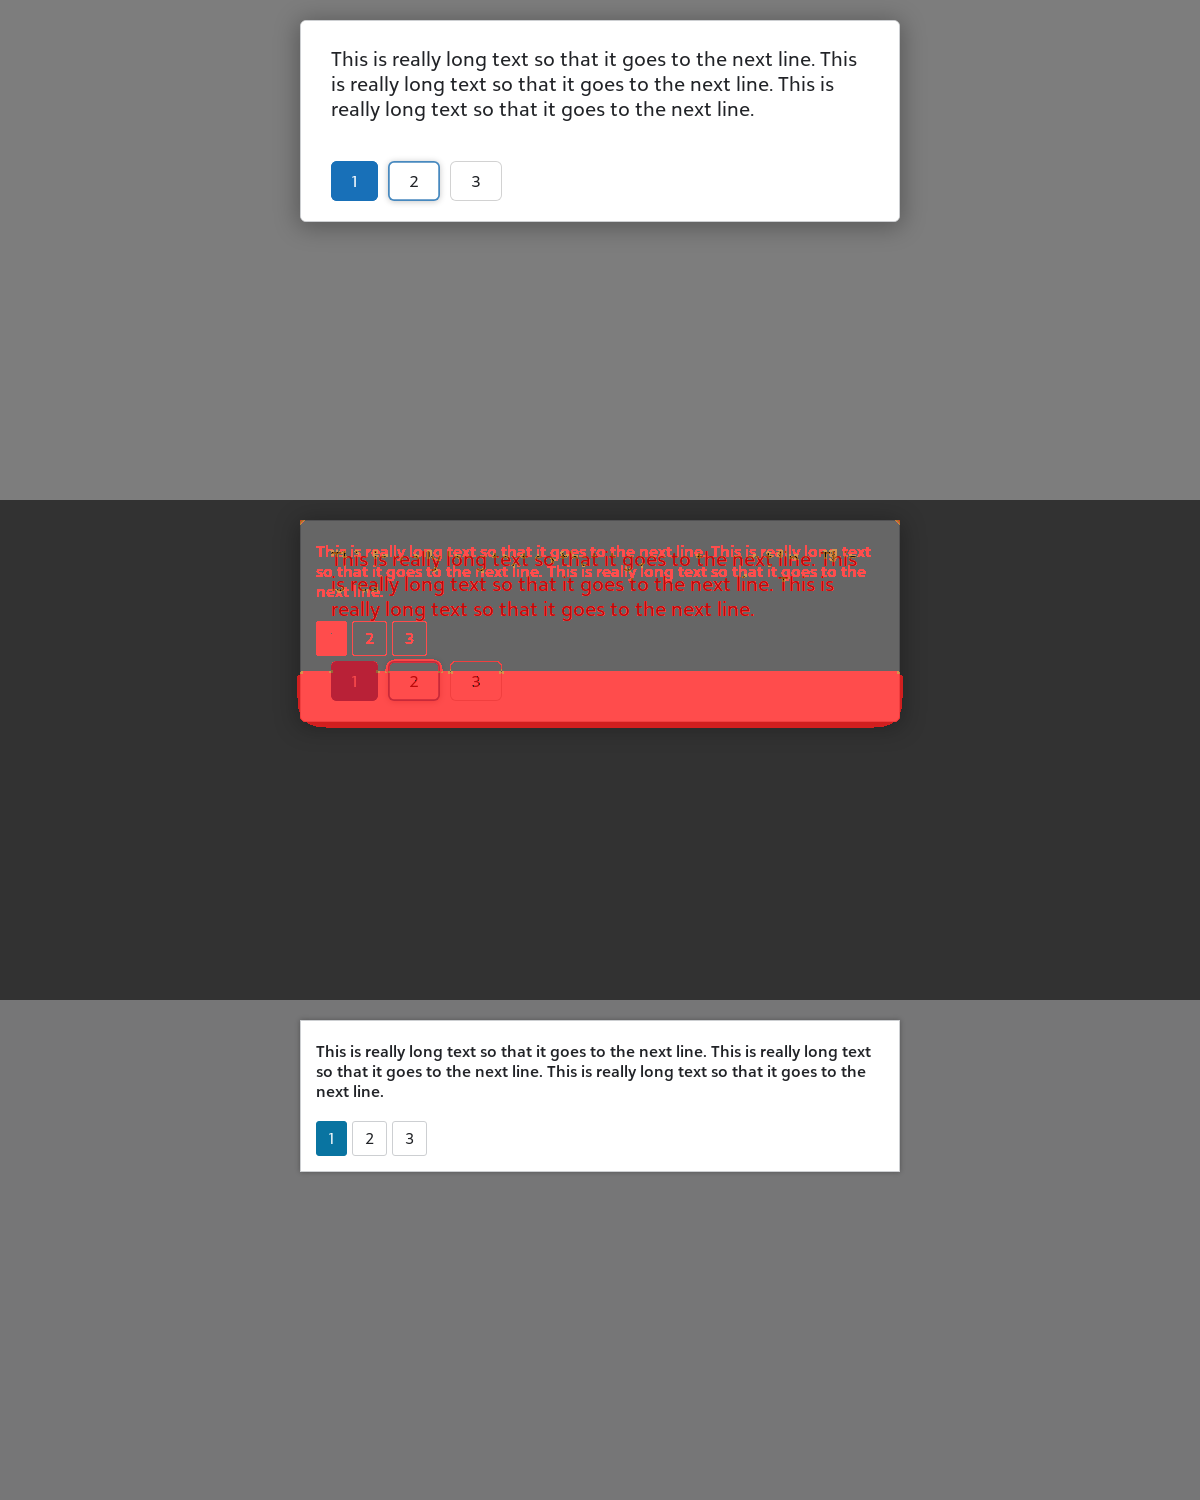 This is really long text so that it goes to the next line. This
is really long text so that it goes to the next line. This is
really long text so that it goes to the next line.
1 2 3
This is really long text so that it goes to the next line. This is really long text
This is really long text so that it goes to the next line. This
so that it goes to the next line. This is really long text so that it goes to the
is really long text so that it goes to the next line. This is
next line.
really long text so that it goes to the next line.
2 3
1 2 3
This is really long text so that it goes to the next line. This is really long text
so that it goes to the next line. This is really long text so that it goes to the
next line.
1 2 3